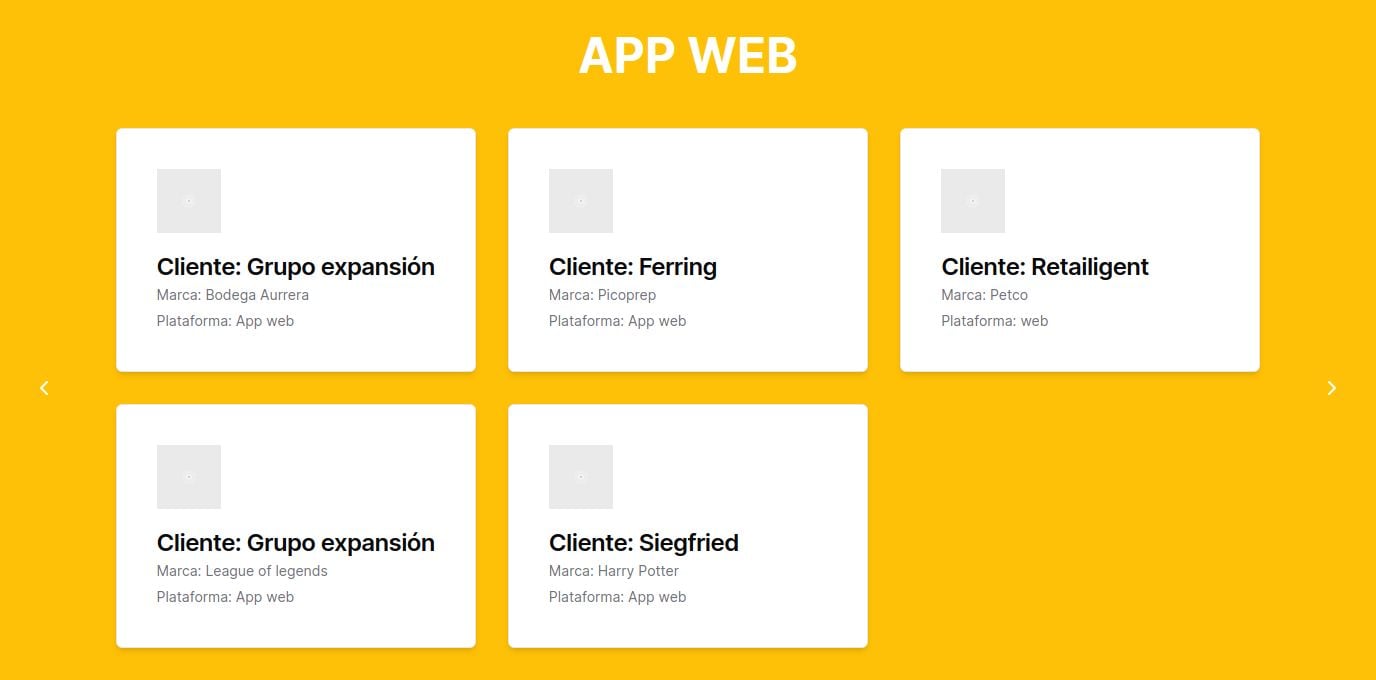 APP WEB
Cliente: Grupo expansión
Marca: Bodega Aurrera
Plataforma: App web
Cliente: Ferring
Marca: Picoprep
Plataforma: App web
Cliente: Retailigent
Marca: Petco
Plataforma: web
Cliente: Grupo expansión
Marca: League of legends
Plataforma: App web
Cliente: Siegfried
Marca: Harry Potter
Plataforma: App web